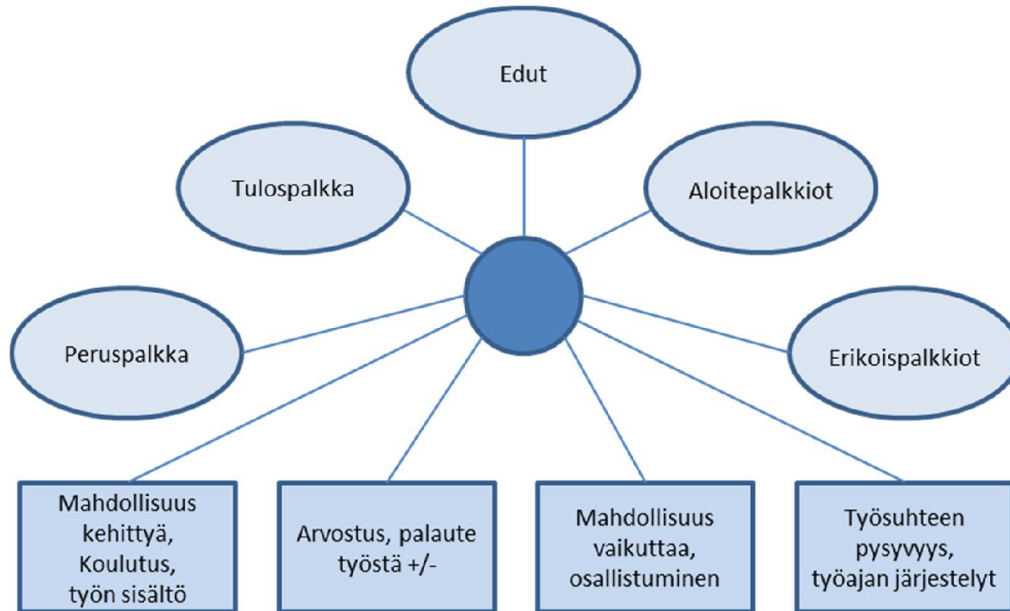 Edut
Tulospalkka
Aloitepalkkiot
Peruspalkka
Erikoispalkkiot
Mahdollisuus
kehittyä,
Koulutus,
työn sisältö
Arvostus, palaute
työstä +/-
Mahdollisuus
vaikuttaa,
osallistuminen
Työsuhteen
pysyvyys,
työajan järjestelyt